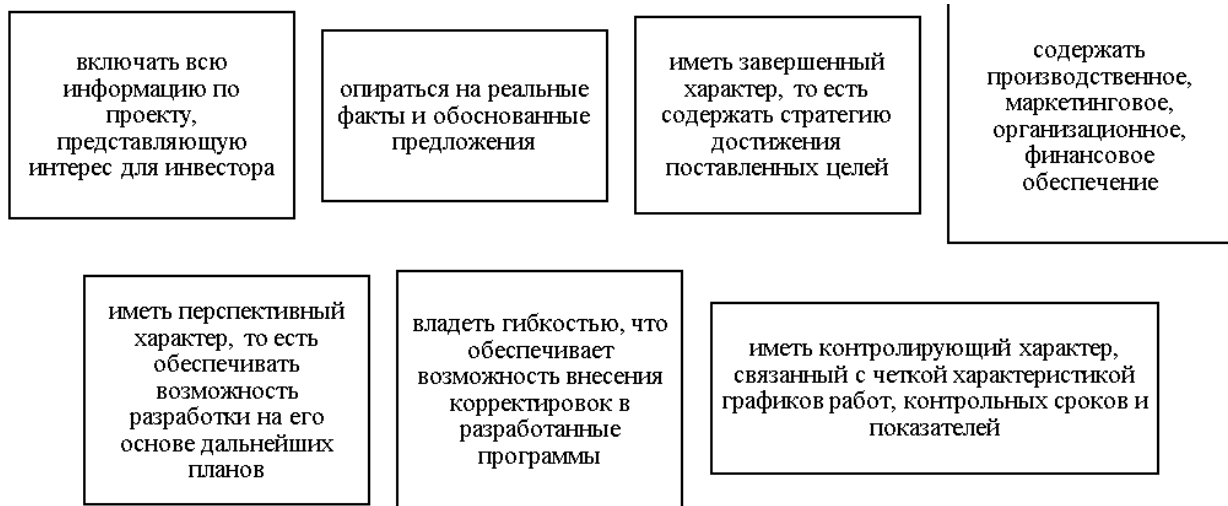 включать всю
информацию по
проекту,
представляющую
интерес для инвестора
опираться на реальные
факты и обоснованные
предложения
иметь завершенный
характер, то есть
содержать стратегию
достижения
поставленных целей
содержать
производственное,
маркетинговое,
организационное,
финансовое
обеспечение
иметь перспективный
характер, то есть
обеспечивать
возможность
разработки на его
основе дальнейших
планов
владеть гибкостью, что
обеспечивает
возможность внесения
корректировок в
разработанные
программы
иметь контролирующий характер,
связанный с четкой характеристикой
графиков работ, контрольных сроков и
показателей